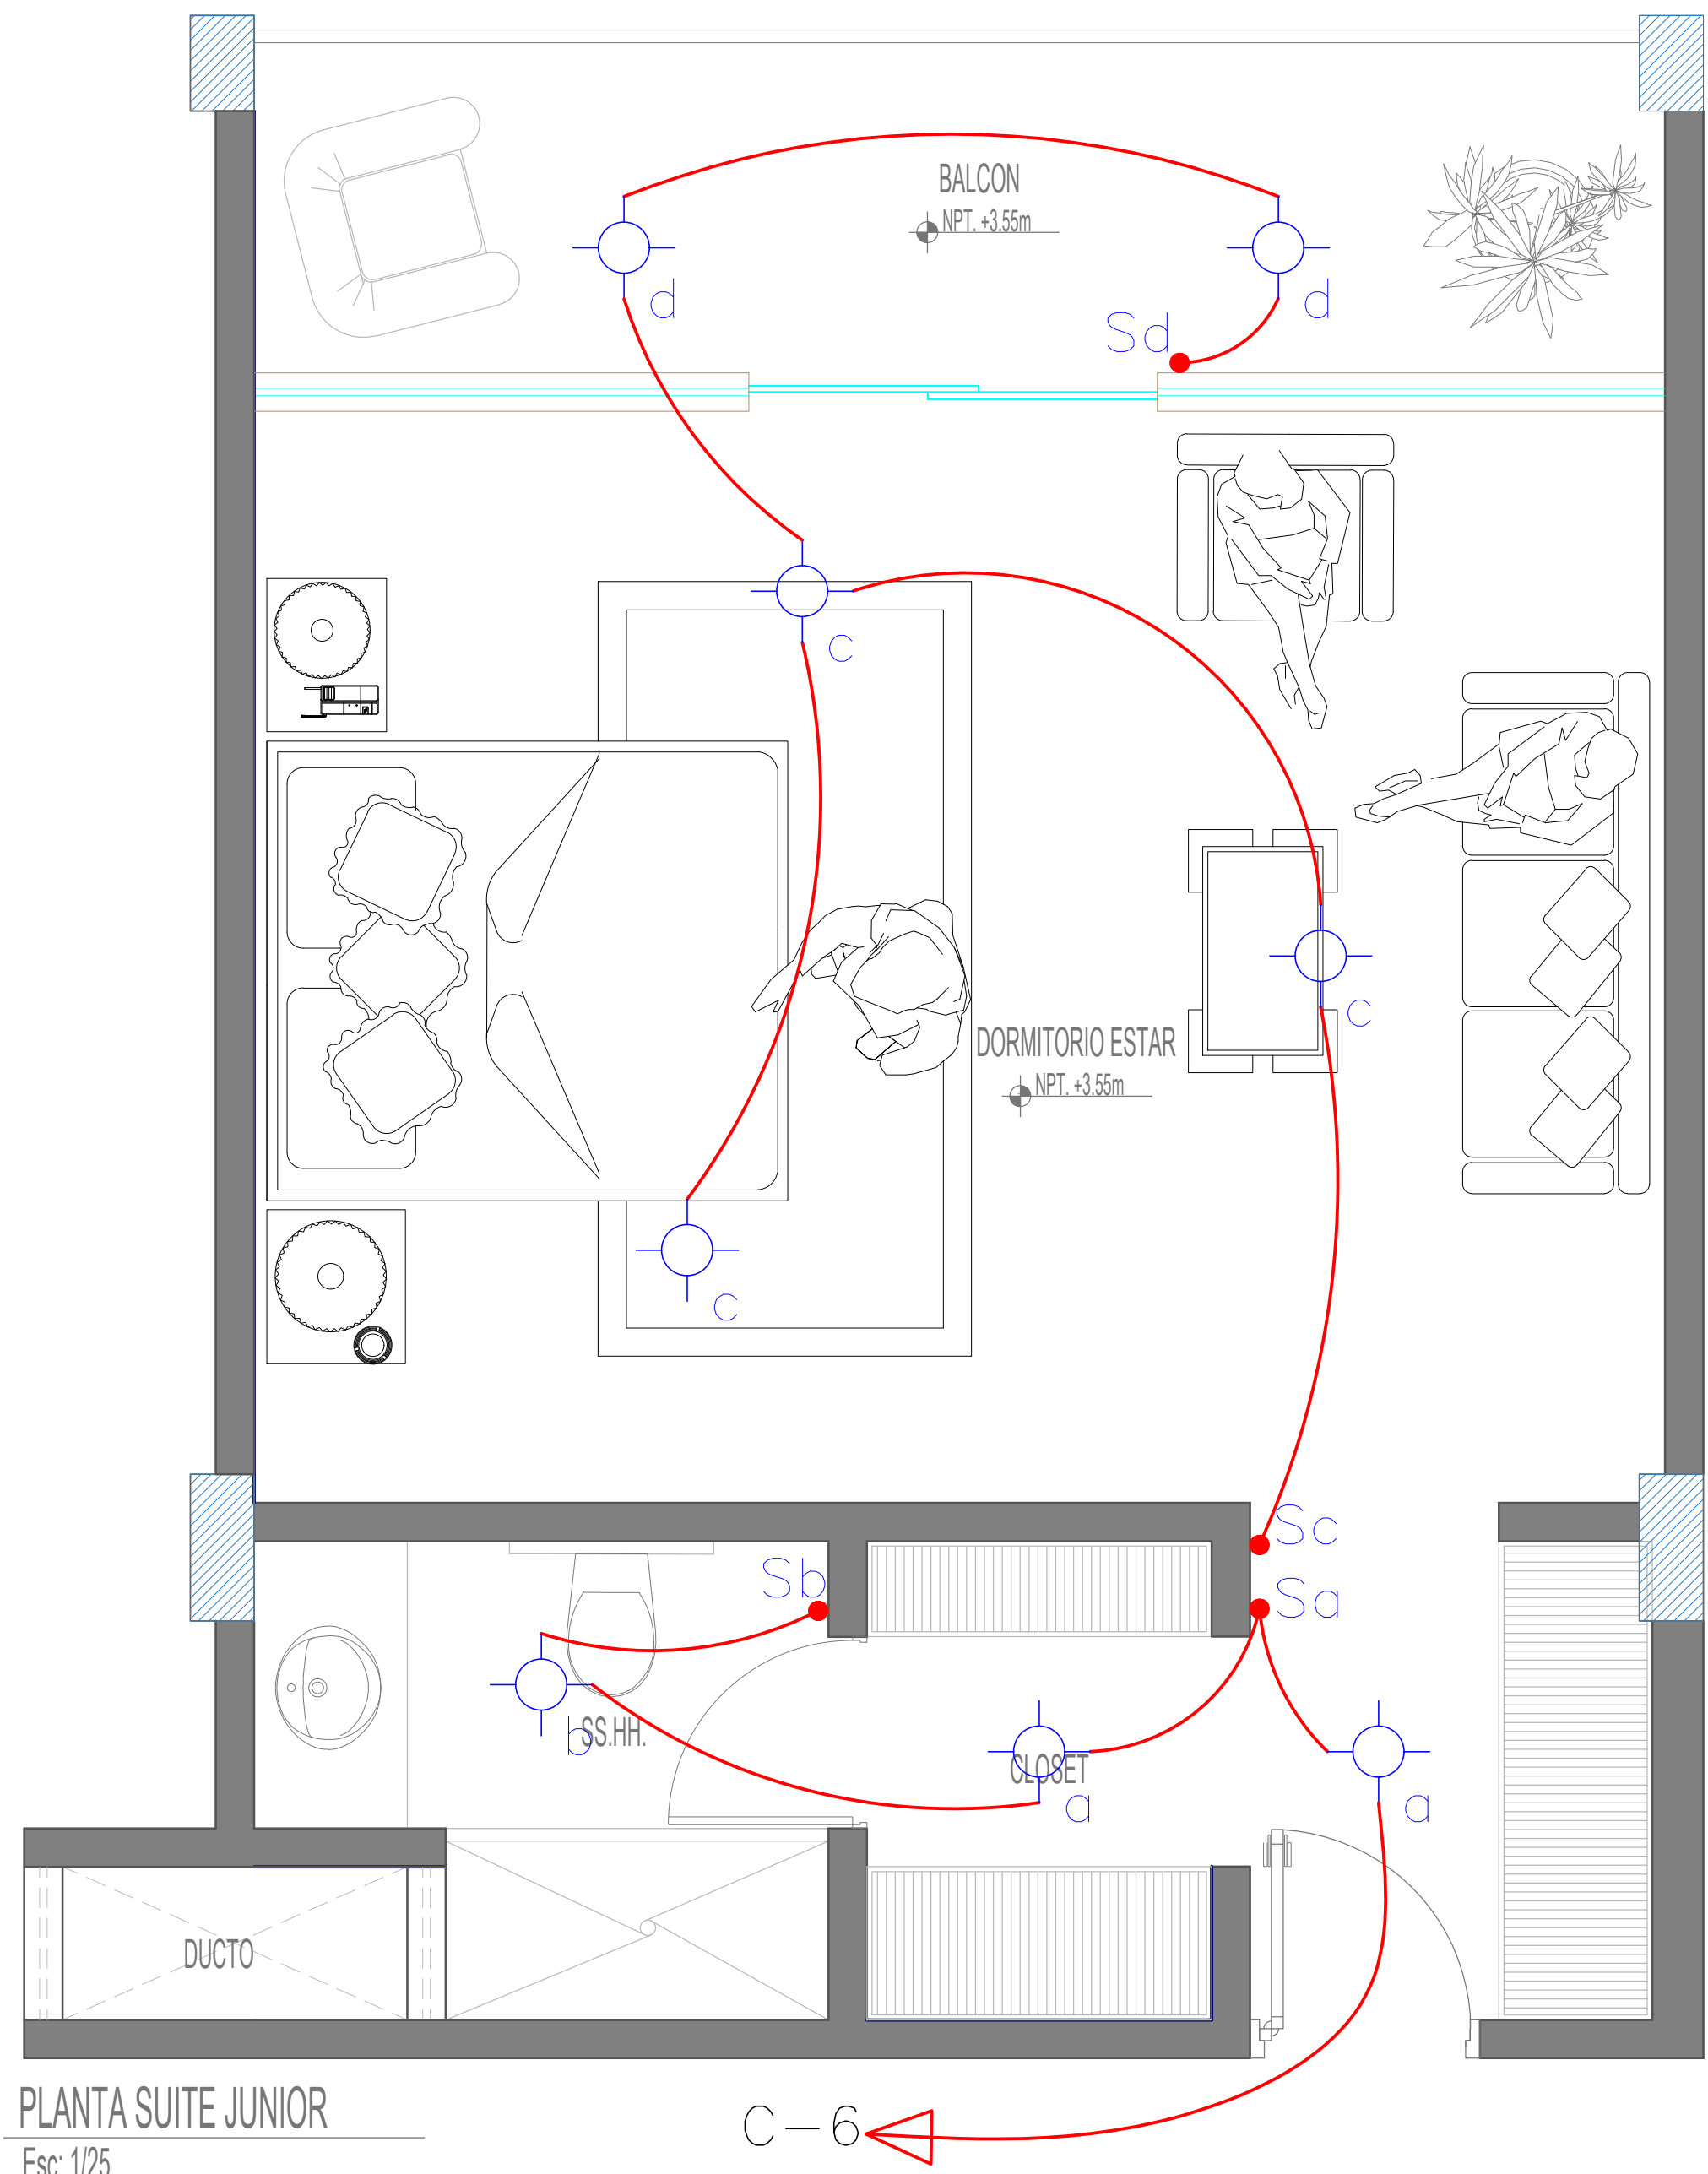 BALCON
NPT. +3.55m
d
d
Sd
c
c
DORMITORIO ESTAR
NPT. +3.55m
c
Sc
Sb
Sa
b
SS.HH.
CLOSET
a
a
DUCTO
PLANTA SUITE JUNIOR
C-6
Esc: 1/25